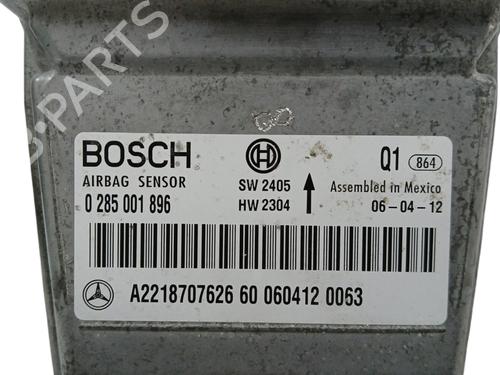 BOSCH
AIRBAG SENSOR
0 285 001 896
SW 2405
HW 2304
Q1 864
Assembled in Mexico
06-04-12
A2218707626 60 060412 0063
B-PARTS